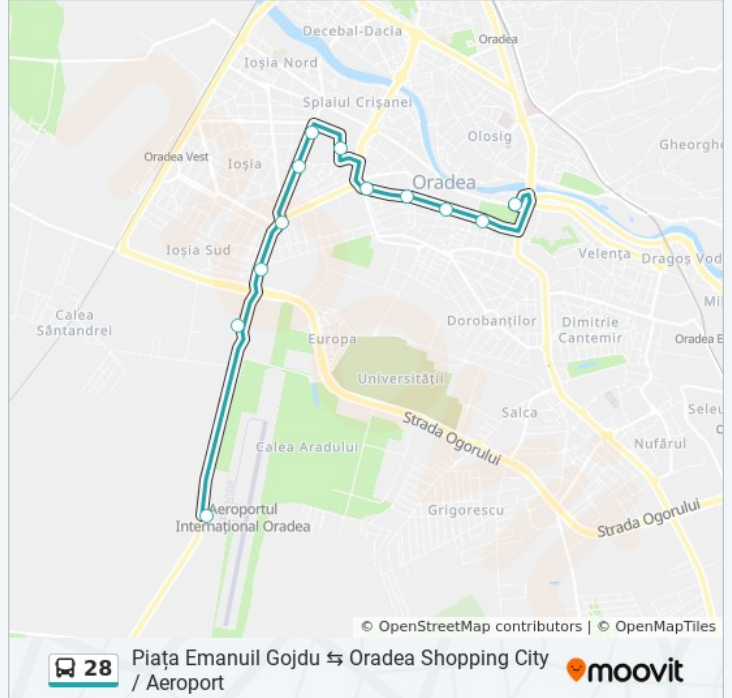 Decebal-Dacia
Oradea
Ioșia Nord
Splaiul Crișanei
Olosig
Gheorghe
Oradea Vest
Ioșia
Oradea
Ioșia Sud
Velența
Dragoș Vod
Mil
Calea
Sântandrei
Dorobanților
Dimitrie
Cantemir
Europa
Oradea E
Universității
Salca
Seleu
Strada Ogorului
Nufărul
Calea Aradului
Aeroportul
Internațional Oradea
Grigorescu
Strada Ogorului
© OpenStreetMap contributors | © OpenMapTiles
28
Piața Emanuil Gojdu ⇆ Oradea Shopping City
/ Aeroport
moovit